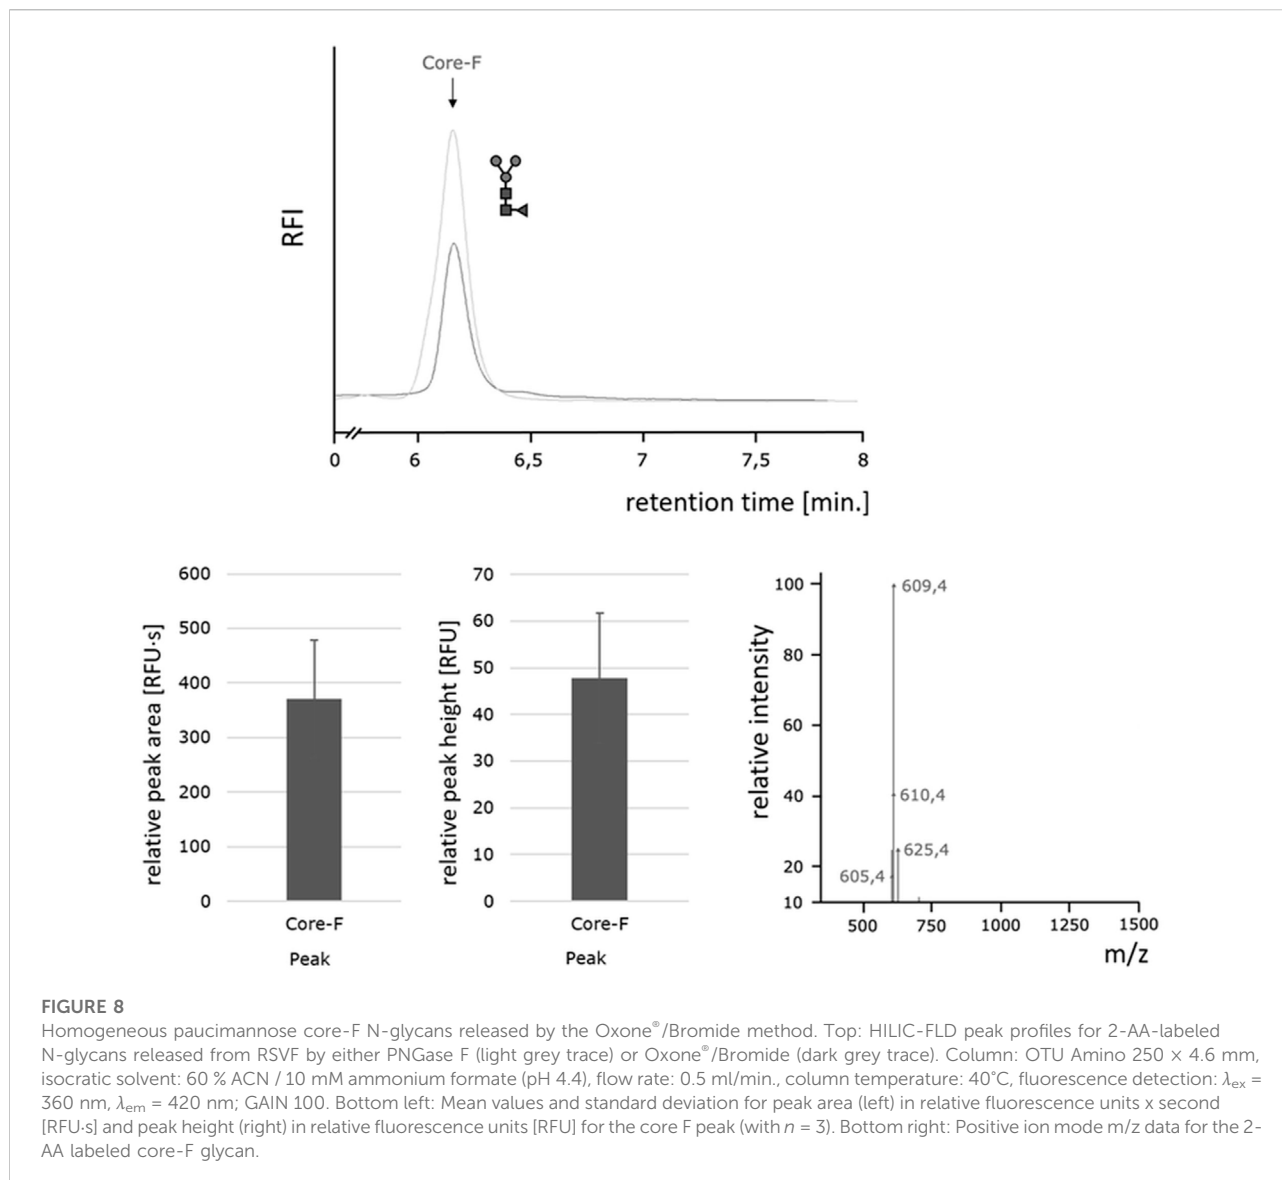 Core-F
RFI
0 6 6,5 7 7,5 8
retention time [min.]
relative peak area [RFU·s]
600
500
400
300
200
100
0
Core-F
Peak
relative peak height [RFU]
70
60
50
40
30
20
10
0
Core-F
Peak
relative intensity
100
80
60
40
20
10
609,4
610,4
625,4
605,4
500 750 1000 1250 1500
m/z
FIGURE 8
Homogeneous paucimannose core-F N-glycans released by the Oxone®/Bromide method. Top: HILIC-FLD peak profiles for 2-AA-labeled
N-glycans released from RSVF by either PNGase F (light grey trace) or Oxone®/Bromide (dark grey trace). Column: OTU Amino 250 × 4.6 mm,
isocratic solvent: 60 % ACN / 10 mM ammonium formate (pH 4.4), flow rate: 0.5 ml/min., column temperature: 40°C, fluorescence detection: λex =
360 nm, λem = 420 nm; GAIN 100. Bottom left: Mean values and standard deviation for peak area (left) in relative fluorescence units x second
[RFU·s] and peak height (right) in relative fluorescence units [RFU] for the core F peak (with n = 3). Bottom right: Positive ion mode m/z data for the 2-
AA labeled core-F glycan.